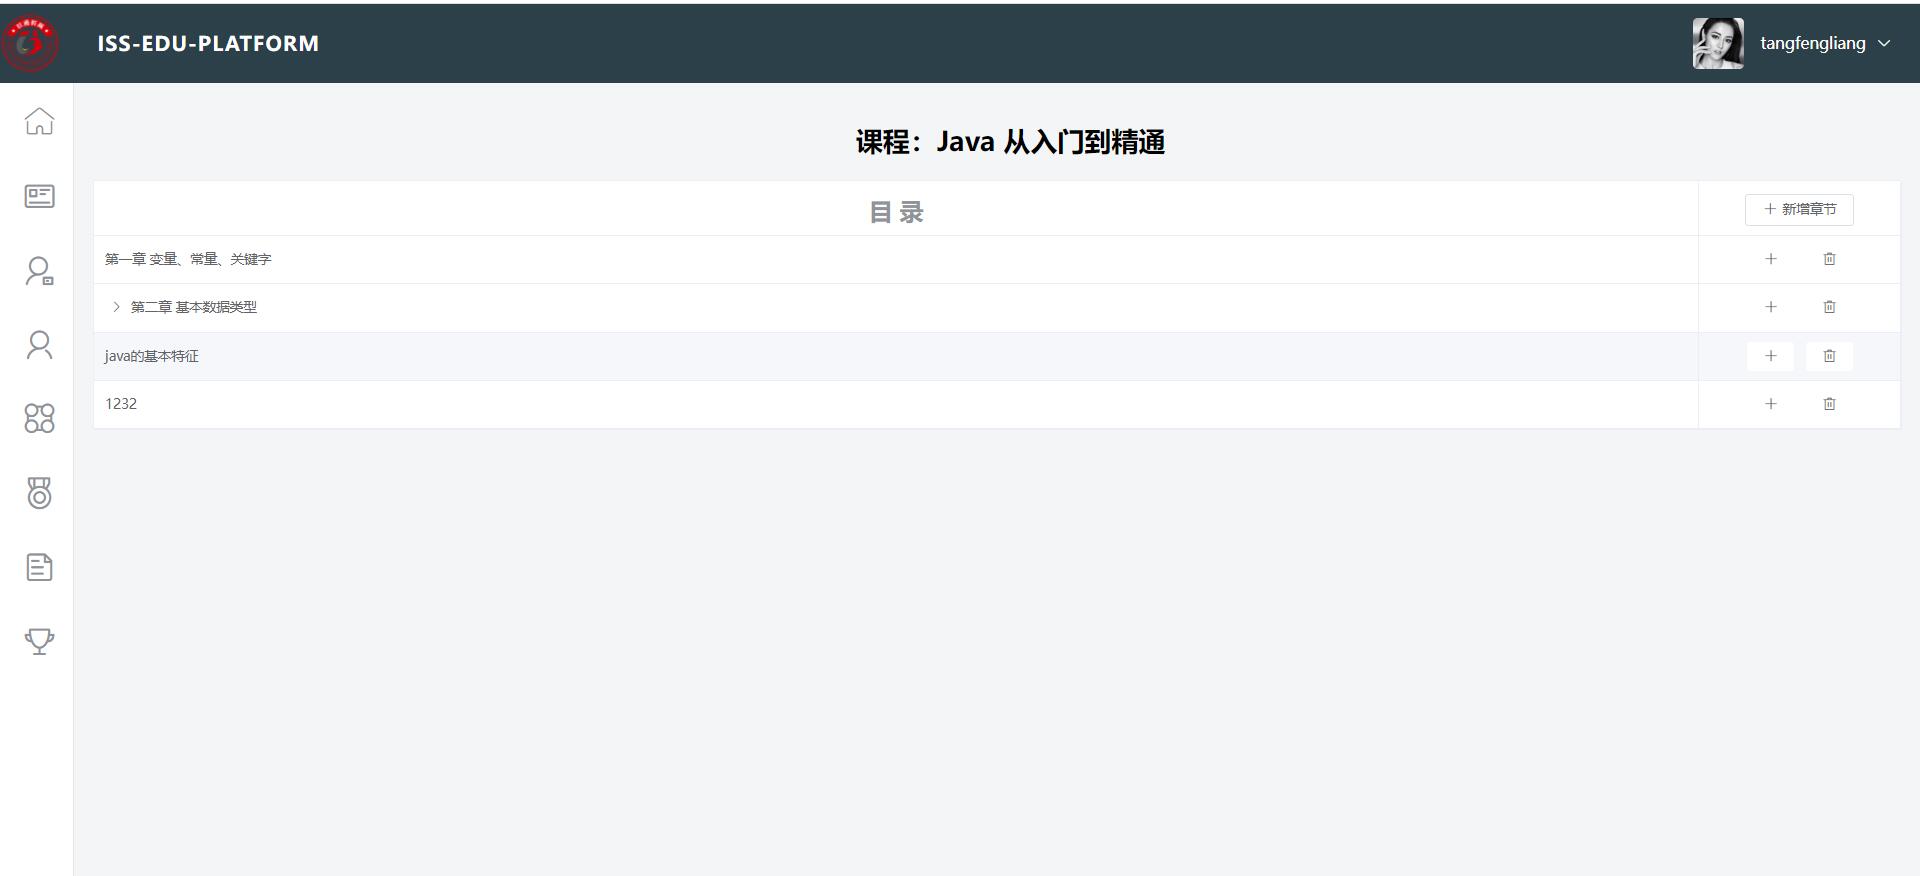 ISS-EDU-PLATFORM
tangfengliang
课程：Java 从入门到精通
目 录
新增章节
第一章 变量、常量、关键字
第二章 基本数据类型
java的基本特征
1232